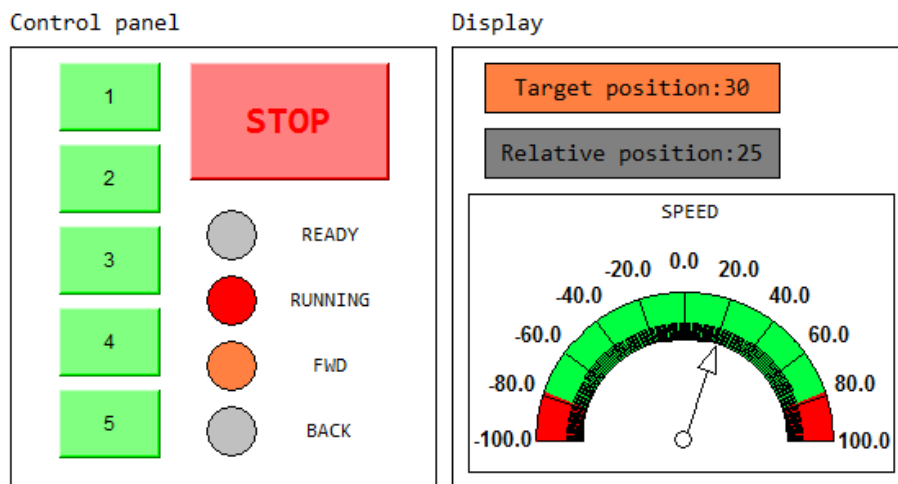 Control panel
1
2
3
4
5
STOP
READY
RUNNING
FWD
BACK
Display
Target position:30
Relative position:25
SPEED
-100.0
-80.0
-60.0
-40.0
-20.0
0.0
20.0
40.0
60.0
80.0
100.0